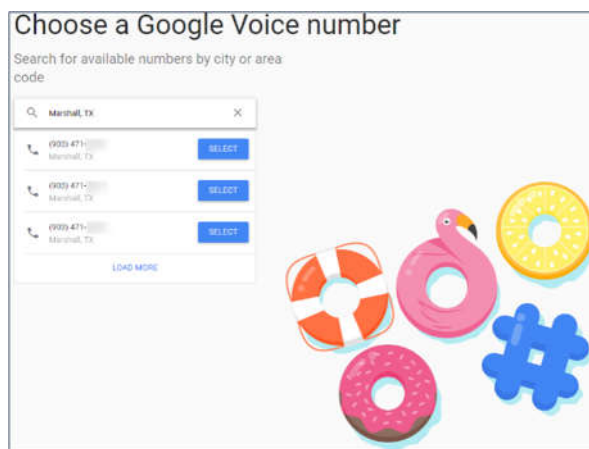 Choose a Google Voice number
Search for available numbers by city or area
code
Marshall, TX
(903) 471-
Marshall, TX
SELECT
(903) 471-
Marshall, TX
SELECT
(903) 471-
Marshall, TX
SELECT
LOAD MORE